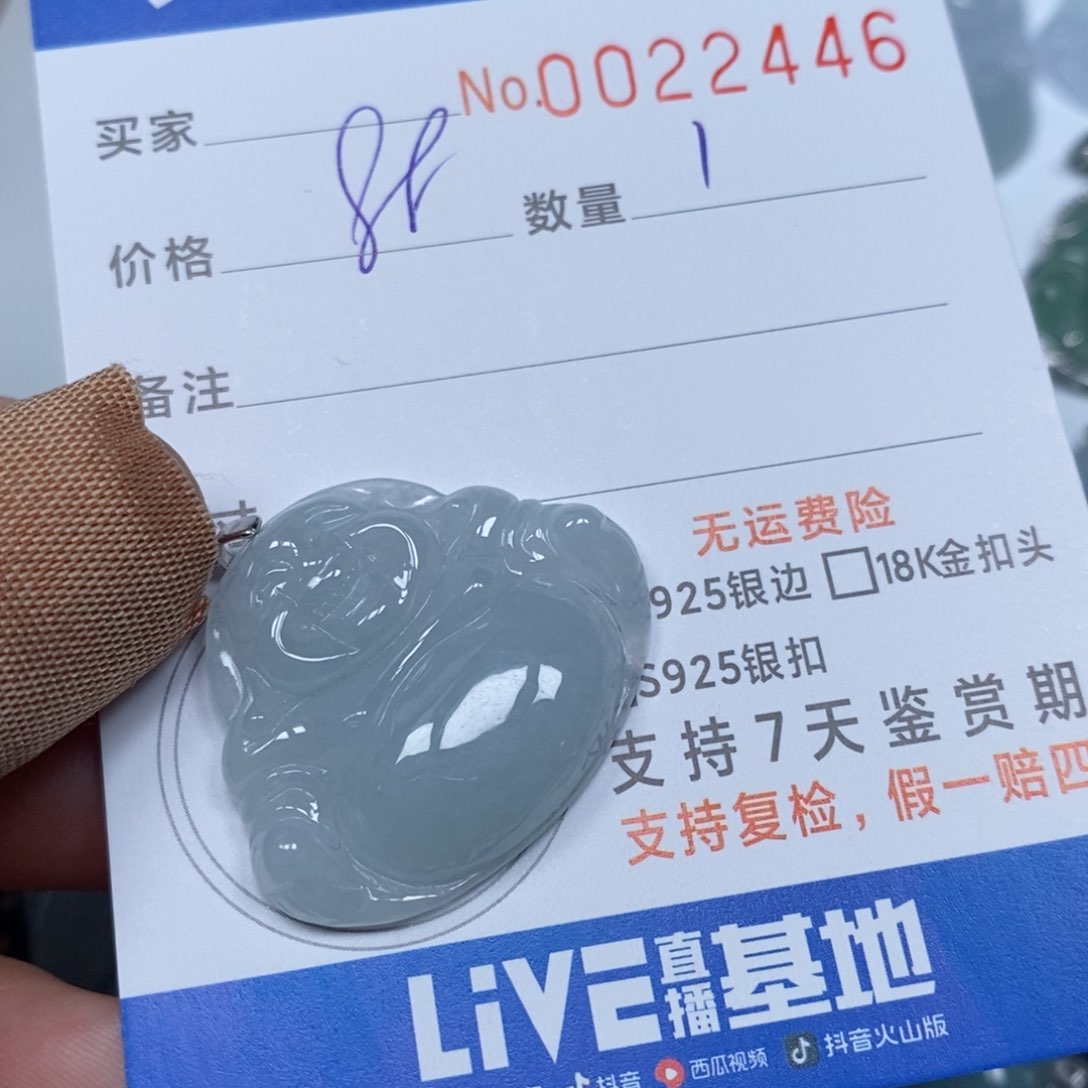 No.0022446
买家
价格 数量 1
备注
寸
无运费险
925银边 □18K金扣头
S925银扣
支持7天鉴赏期
支持复检，假一赔四
LiVE直播基地
抖音 西瓜视频 抖音火山版